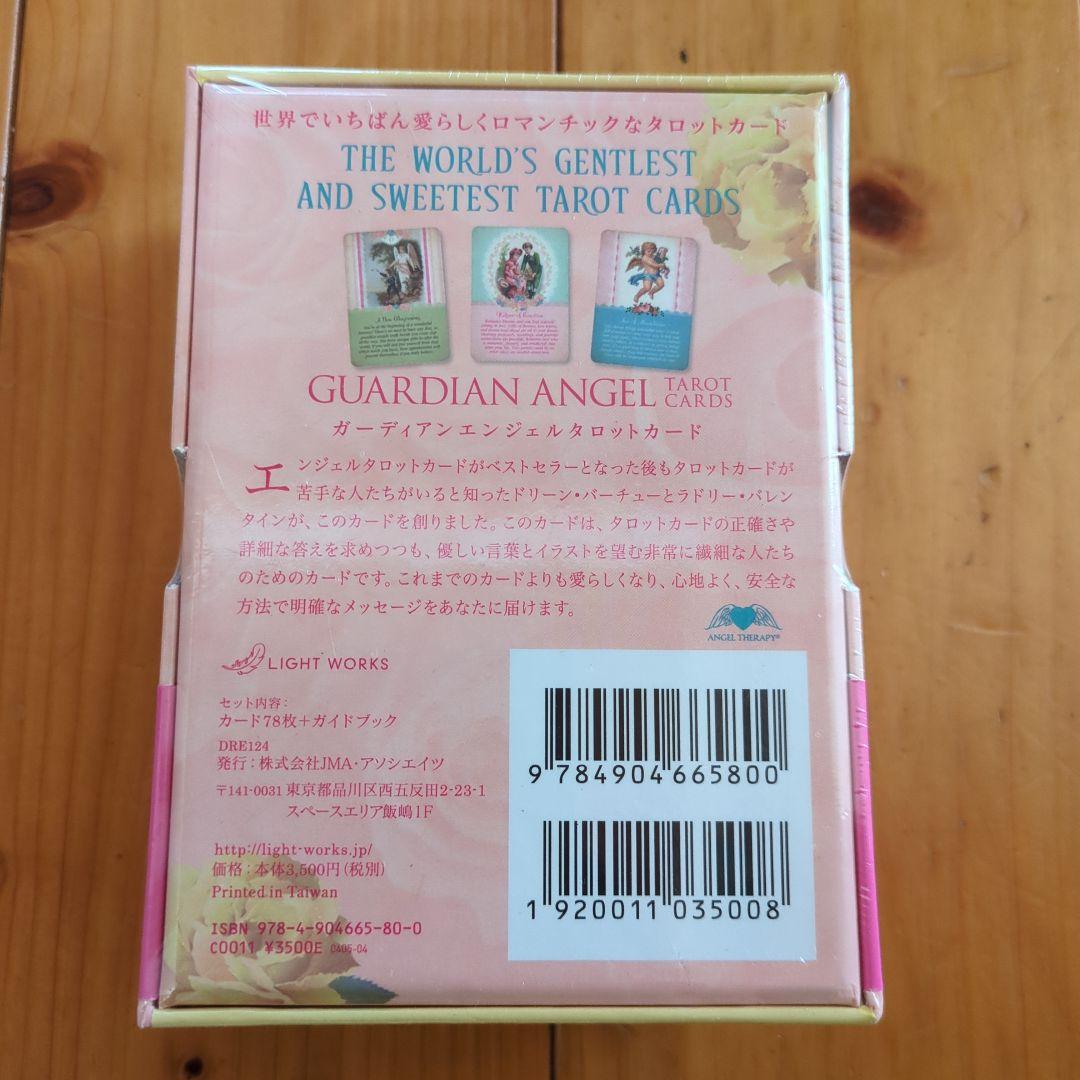 世界でいちばん愛らしくロマンチックなタロットカード
THE WORLD'S GENTLEST
AND SWEETEST TAROT CARDS
A New Beginning
GUARDIAN ANGEL TAROT CARDS
ガーディアンエンジェルタロットカード
エンジェルタロットカードがベストセラーとなった後もタロットカードが
苦手な人たちがいると知ったドリーン・バーチューとラドリー・バレン
タインが、このカードを創りました。このカードは、タロットカードの正確さや
詳細な答えを求めつつも、優しい言葉とイラストを望む非常に繊細な人たち
のためのカードです。これまでのカードよりも愛らしくなり、心地よく、安全な
方法で明確なメッセージをあなたに届けます。
ANGEL THERAPY®
LIGHT WORKS
セット内容：
カード78枚＋ガイドブック
DRE124
発行：株式会社JMA・アソシエイツ
〒141-0031 東京都品川区西五反田2-23-1
スペースエリア飯嶋1F
http://light-works.jp/
価格：本体3,500円（税別）
Printed in Taiwan
ISBN 978-4-904665-80-0
C0011 ¥3500E 0405-04
9 784904 665800
1 920011 035008